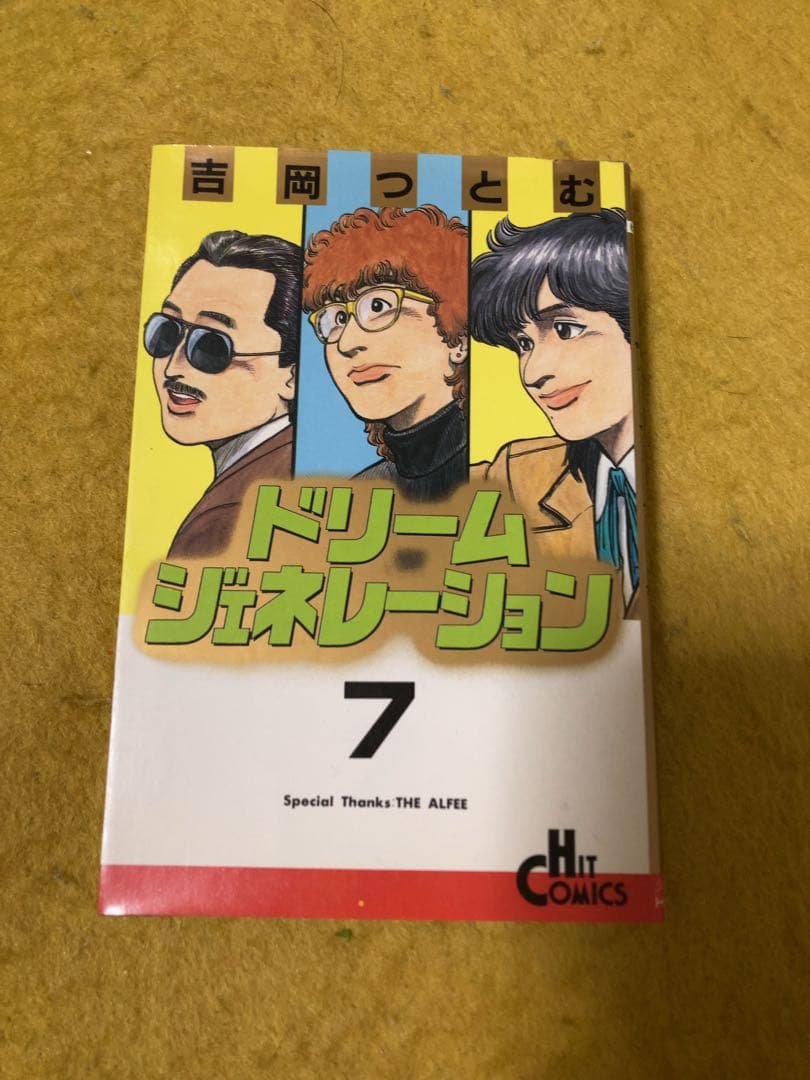 吉岡つとむ
ドリーム
ジェネレーション
7
Special Thanks:THE ALFEE
HIT
COMICS